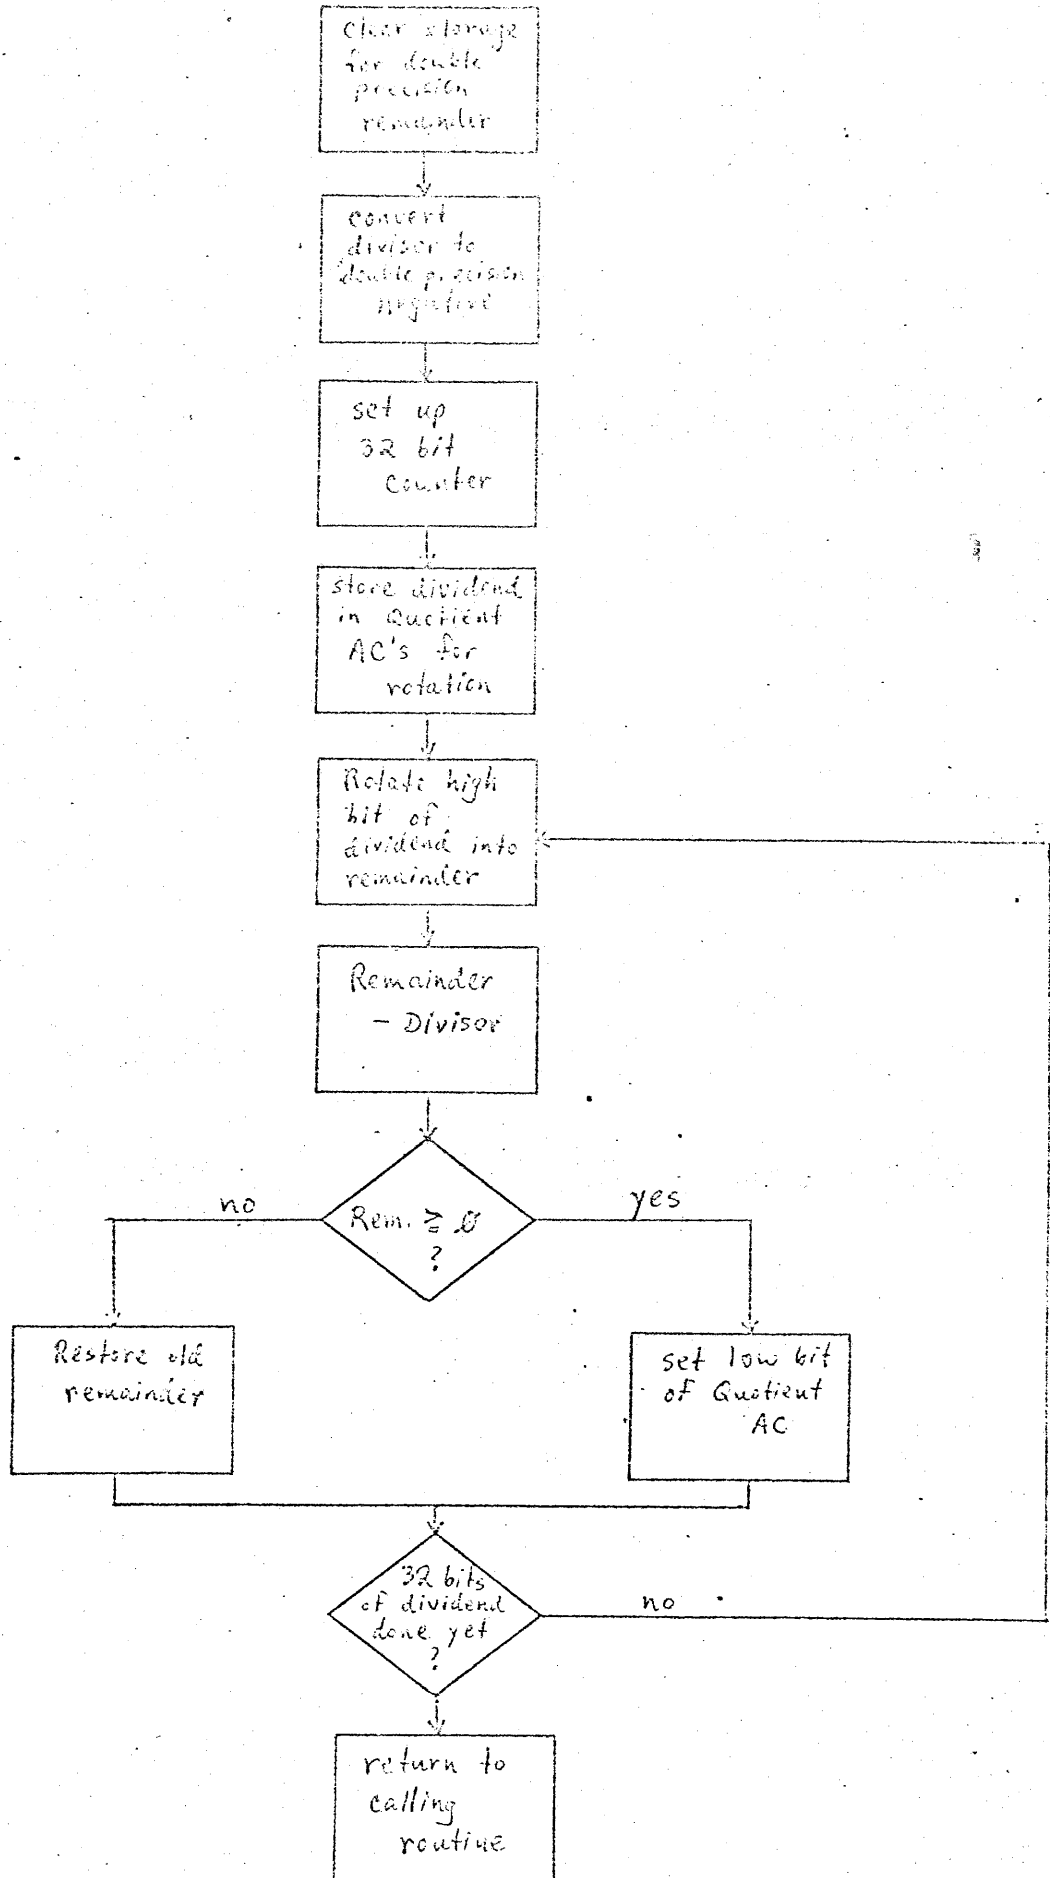 clear storage
for double
precision
remainder
convert
divisor to
double precision
negative
set up
32 bit
counter
store dividend
in Quotient
AC's for
rotation
Rotate high
bit of
dividend into
remainder
Remainder
- Divisor
no
Rem. ≥ 0
?
yes
Restore old
remainder
set low bit
of Quotient
AC
32 bits
of dividend
done yet
?
no
return to
calling
routine